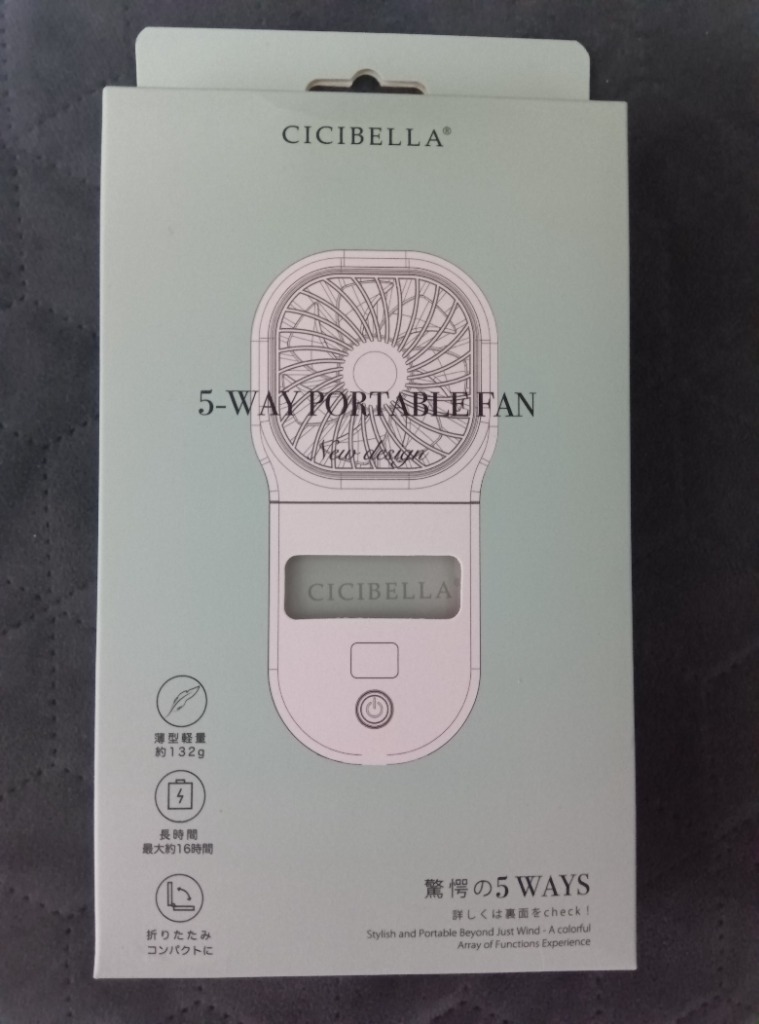 CICIBELLA®
5-WAY PORTABLE FAN
New design
CICIBELLA®
薄型軽量
約132g
長時間
最大約16時間
折りたたみ
コンパクトに
驚愕の5 WAYS
詳しくは裏面をcheck！
Stylish and Portable Beyond Just Wind - A colorful
Array of Functions Experience